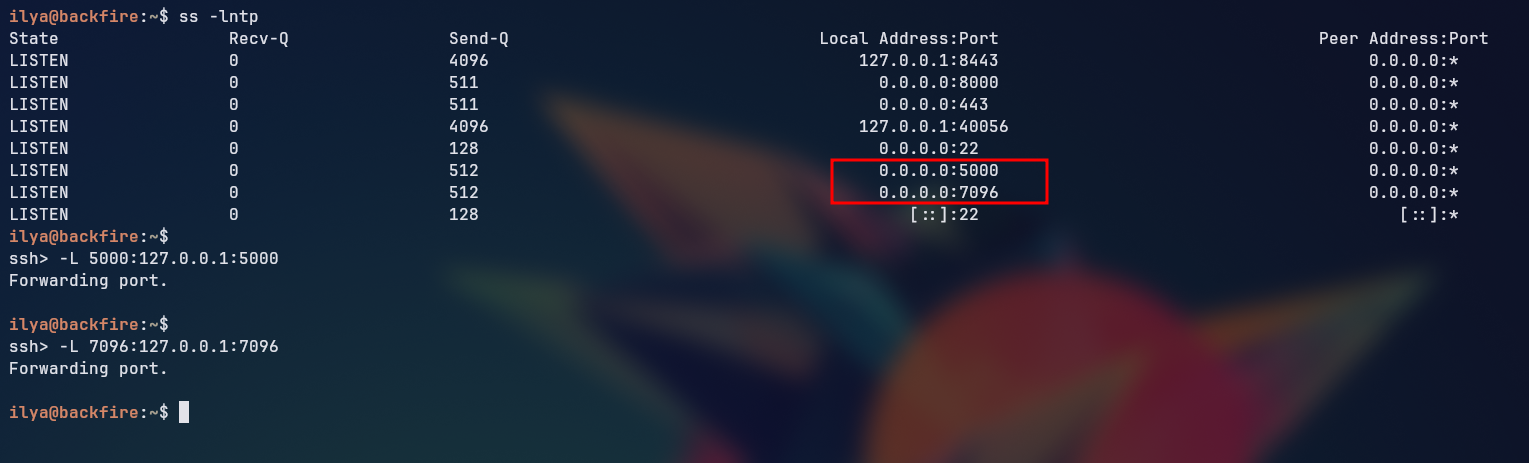 ilya@backfire:~$ ss -lntp
State Recv-Q Send-Q Local Address:Port Peer Address:Port
LISTEN 0 4096 127.0.0.1:8443 0.0.0.0:*
LISTEN 0 511 0.0.0.0:8000 0.0.0.0:*
LISTEN 0 511 0.0.0.0:443 0.0.0.0:*
LISTEN 0 4096 127.0.0.1:40056 0.0.0.0:*
LISTEN 0 128 0.0.0.0:22 0.0.0.0:*
LISTEN 0 512 0.0.0.0:5000 0.0.0.0:*
LISTEN 0 512 0.0.0.0:7096 0.0.0.0:*
LISTEN 0 128 [::]:22 [::]:*
ilya@backfire:~$
ssh> -L 5000:127.0.0.1:5000
Forwarding port.
ilya@backfire:~$
ssh> -L 7096:127.0.0.1:7096
Forwarding port.
ilya@backfire:~$